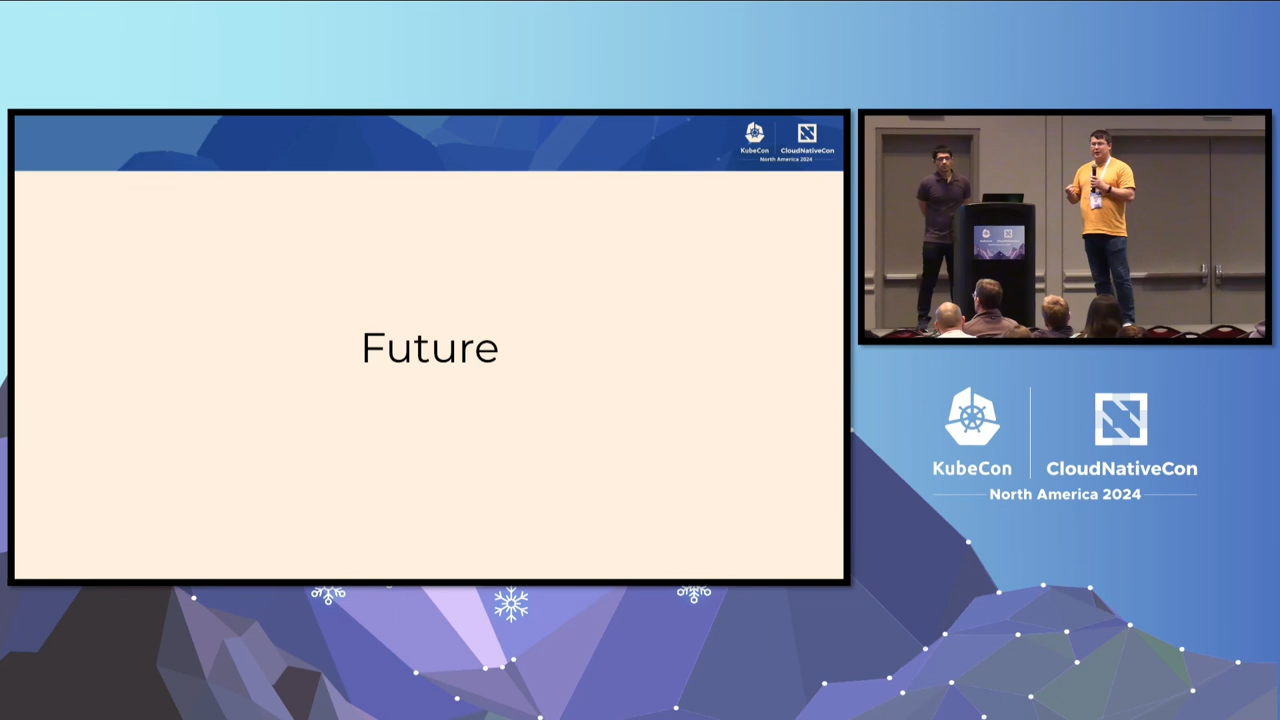 KubeCon
CloudNativeCon
North America 2024
Future
KubeCon
CloudNativeCon
North America 2024